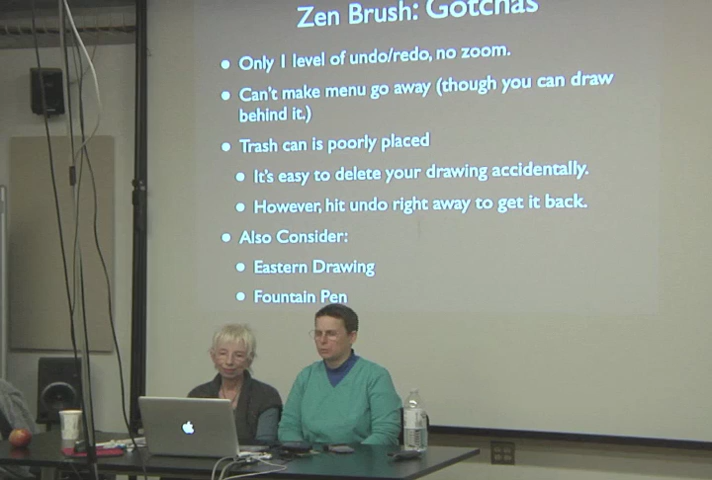 Zen Brush: Gotchas
Only 1 level of undo/redo, no zoom.
Can't make menu go away (though you can draw
behind it.)
Trash can is poorly placed
It's easy to delete your drawing accidentally.
However, hit undo right away to get it back.
Also Consider:
Eastern Drawing
Fountain Pen